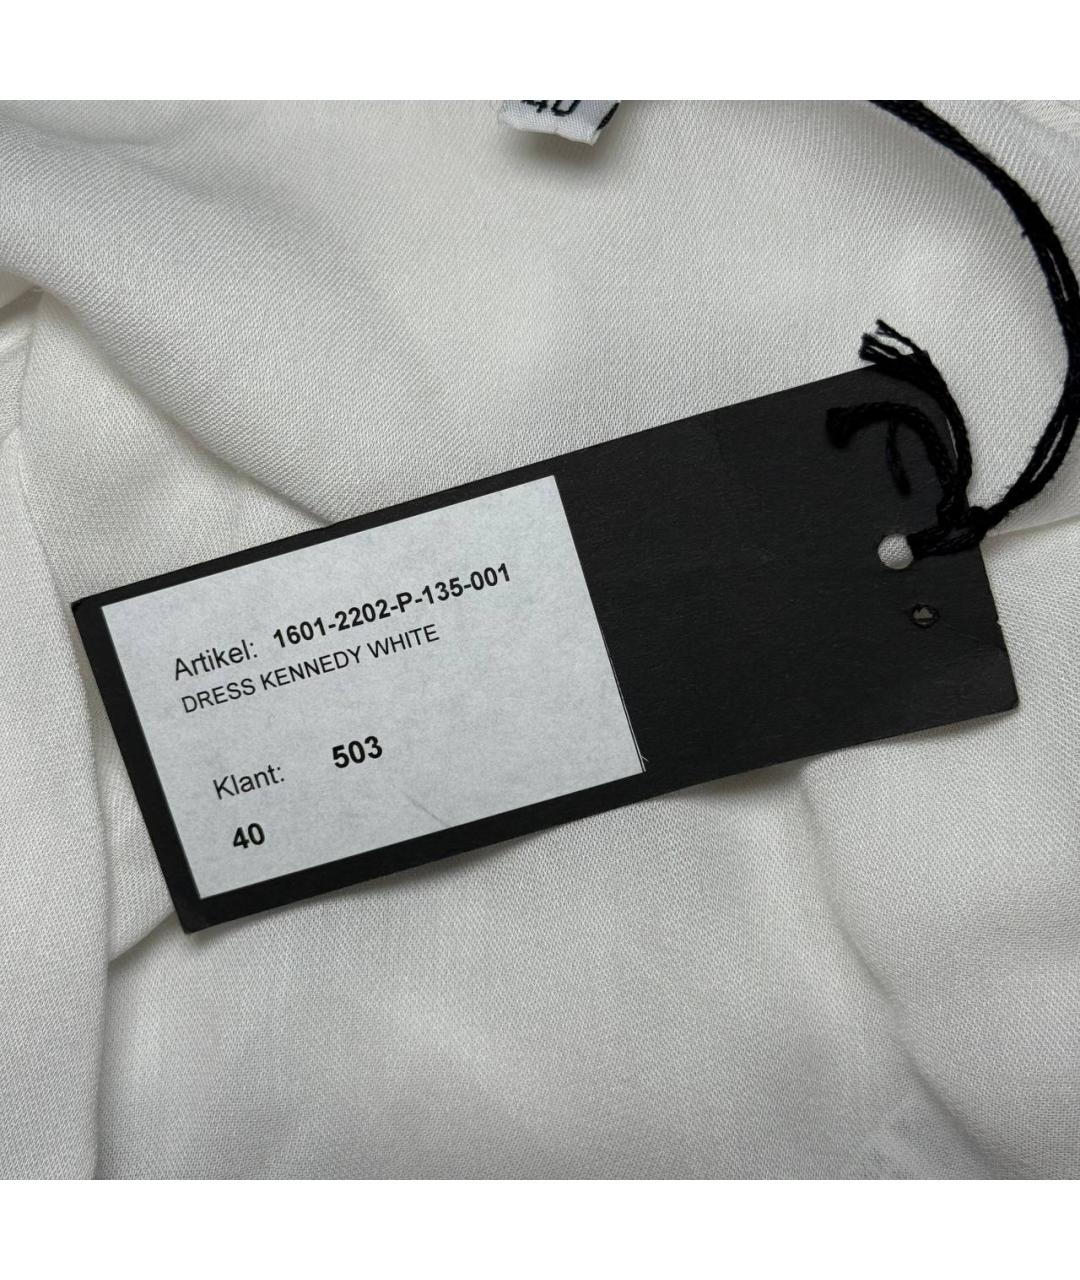 40
Artikel: 1601-2202-P-135-001
DRESS KENNEDY WHITE
Klant: 503
40